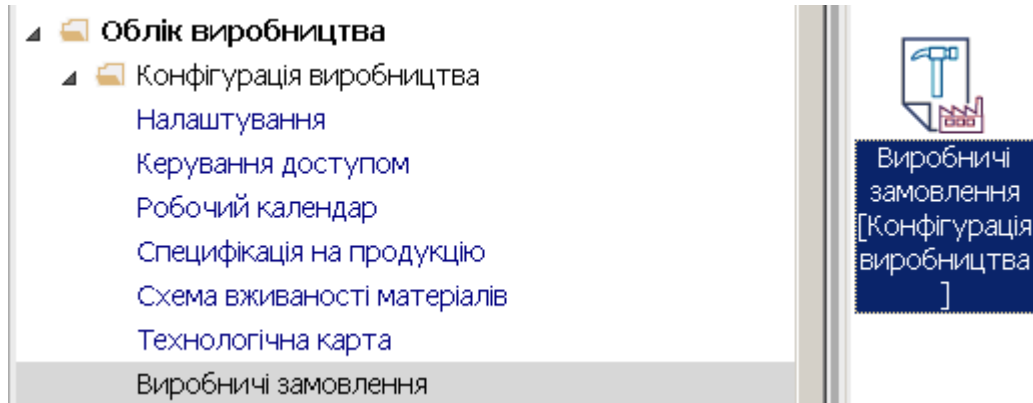 Облік виробництва
Конфігурація виробництва
Налаштування
Керування доступом
Робочий календар
Специфікація на продукцію
Схема вживаності матеріалів
Технологічна карта
Виробничі замовлення
Виробничі
замовлення
[Конфігурація
виробництва
]